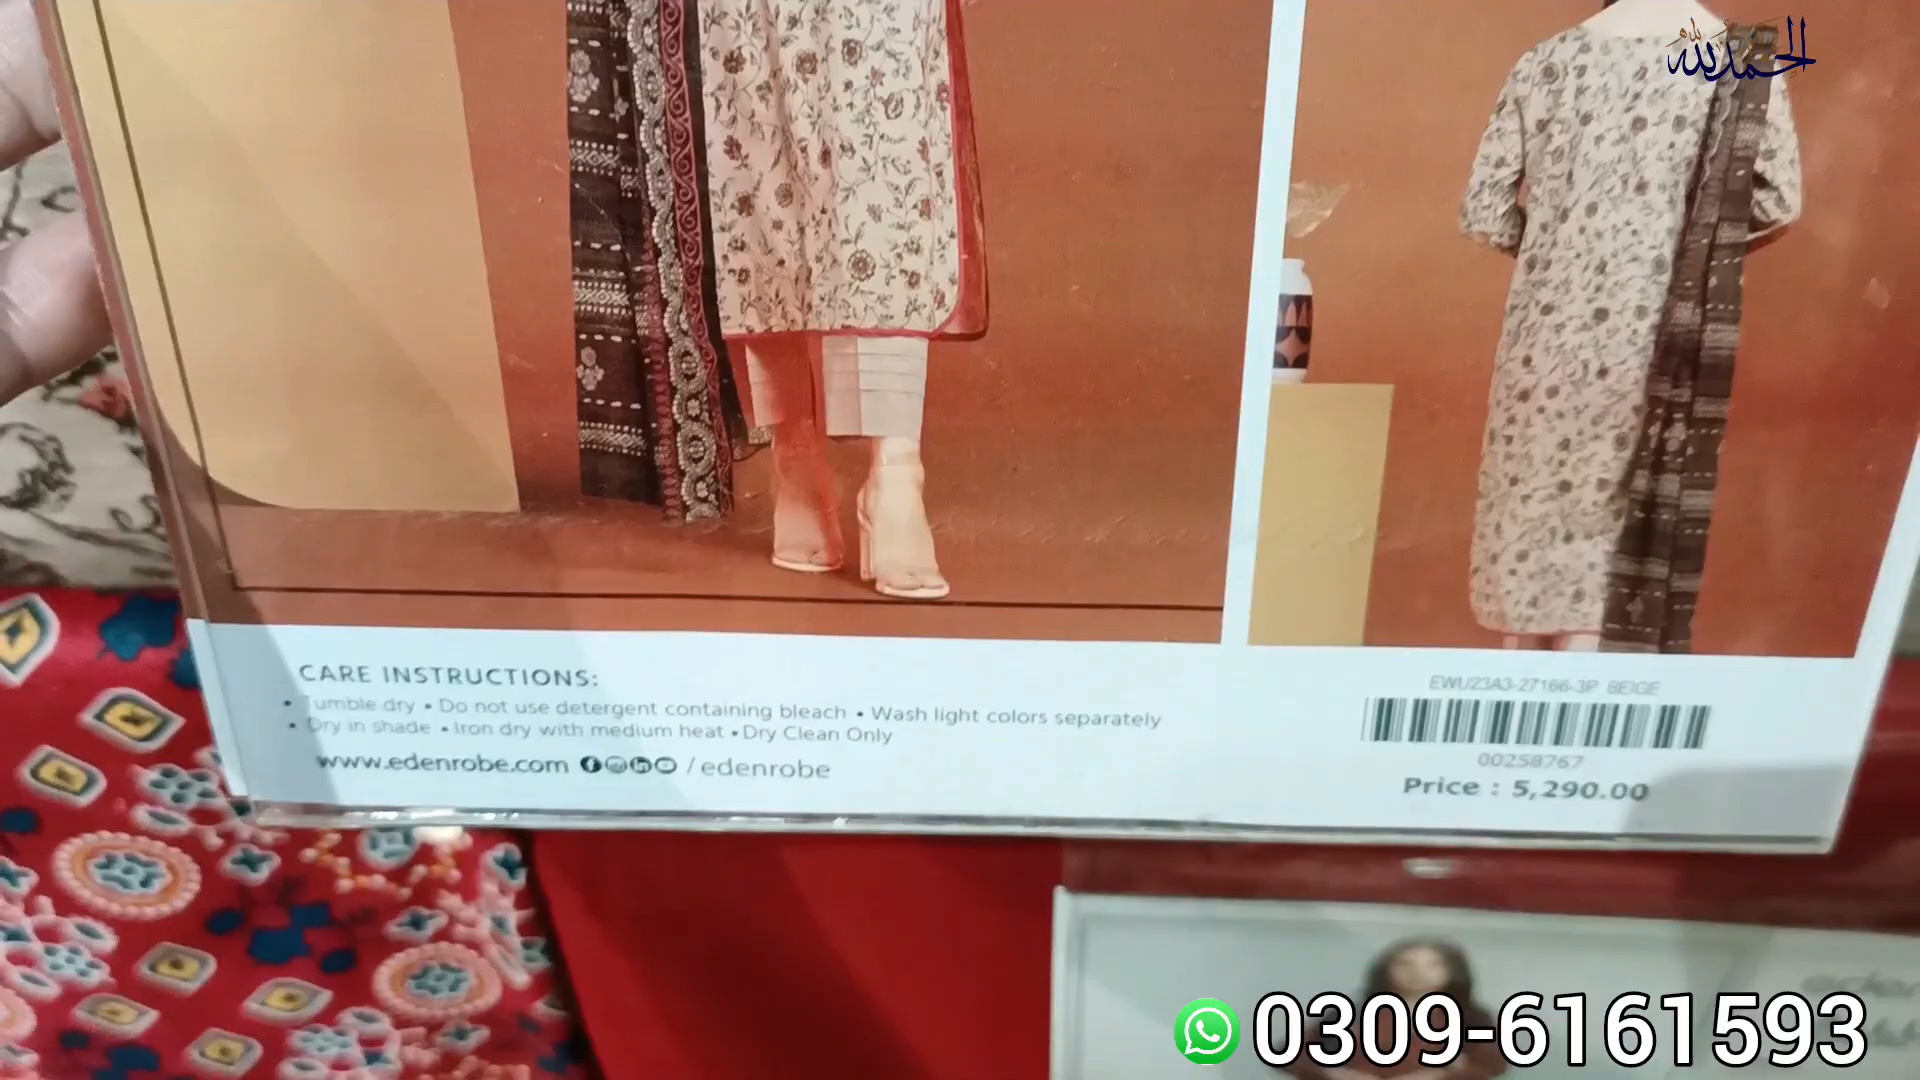 الحمدلله
CARE INSTRUCTIONS:
• Tumble dry • Do not use detergent containing bleach • Wash light colors separately
• Dry in shade • Iron dry with medium heat • Dry Clean Only
www.edenrobe.com /edenrobe
EWU23A3-27166-3P BEIGE
00258767
Price : 5,290.00
0309-6161593